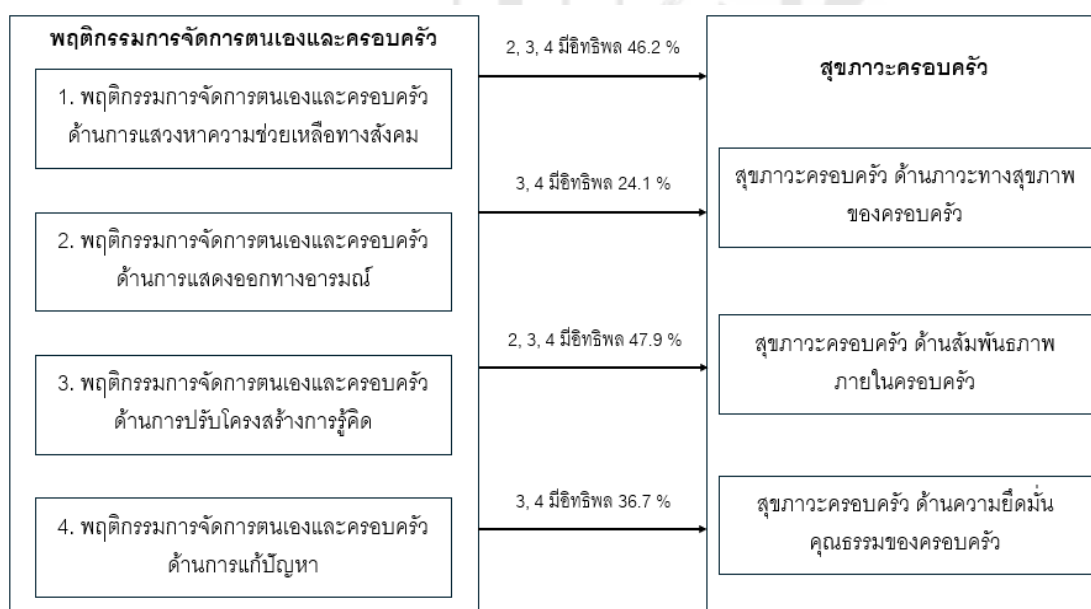 พฤติกรรมการจัดการตนเองและครอบครัว
1. พฤติกรรมการจัดการตนเองและครอบครัว
ด้านการแสวงหาความช่วยเหลือทางสังคม
2. พฤติกรรมการจัดการตนเองและครอบครัว
ด้านการแสดงออกทางอารมณ์
3. พฤติกรรมการจัดการตนเองและครอบครัว
ด้านการปรับโครงสร้างการรู้คิด
4. พฤติกรรมการจัดการตนเองและครอบครัว
ด้านการแก้ปัญหา
2, 3, 4 มีอิทธิพล 46.2 %
3, 4 มีอิทธิพล 24.1 %
2, 3, 4 มีอิทธิพล 47.9 %
3, 4 มีอิทธิพล 36.7 %
สุขภาวะครอบครัว
สุขภาวะครอบครัว ด้านภาวะทางสุขภาพ
ของครอบครัว
สุขภาวะครอบครัว ด้านสัมพันธภาพ
ภายในครอบครัว
สุขภาวะครอบครัว ด้านความยึดมั่น
คุณธรรมของครอบครัว